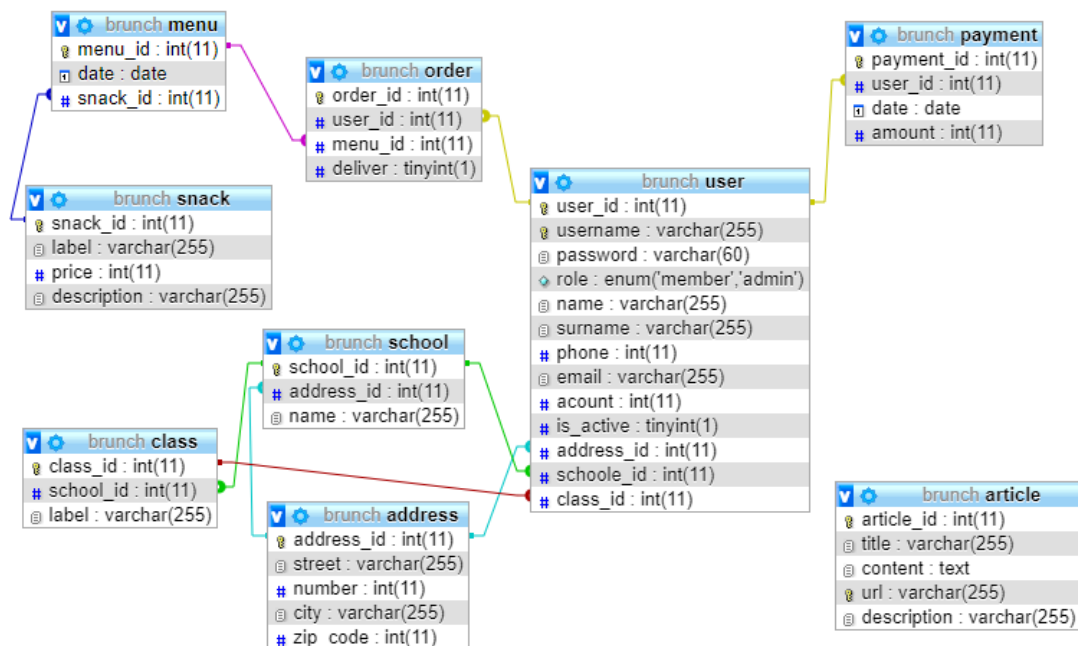 brunch menu
menu_id : int(11)
date : date
snack_id : int(11)
brunch order
order_id : int(11)
user_id : int(11)
menu_id : int(11)
deliver : tinyint(1)
brunch payment
payment_id : int(11)
user_id : int(11)
date : date
amount : int(11)
brunch snack
snack_id : int(11)
label : varchar(255)
price : int(11)
description : varchar(255)
brunch user
user_id : int(11)
username : varchar(255)
password : varchar(60)
role : enum('member','admin')
name : varchar(255)
surname : varchar(255)
phone : int(11)
email : varchar(255)
acount : int(11)
is_active : tinyint(1)
address_id : int(11)
schoole_id : int(11)
class_id : int(11)
brunch school
school_id : int(11)
address_id : int(11)
name : varchar(255)
brunch class
class_id : int(11)
school_id : int(11)
label : varchar(255)
brunch address
address_id : int(11)
street : varchar(255)
number : int(11)
city : varchar(255)
zip_code : int(11)
brunch article
article_id : int(11)
title : varchar(255)
content : text
url : varchar(255)
description : varchar(255)